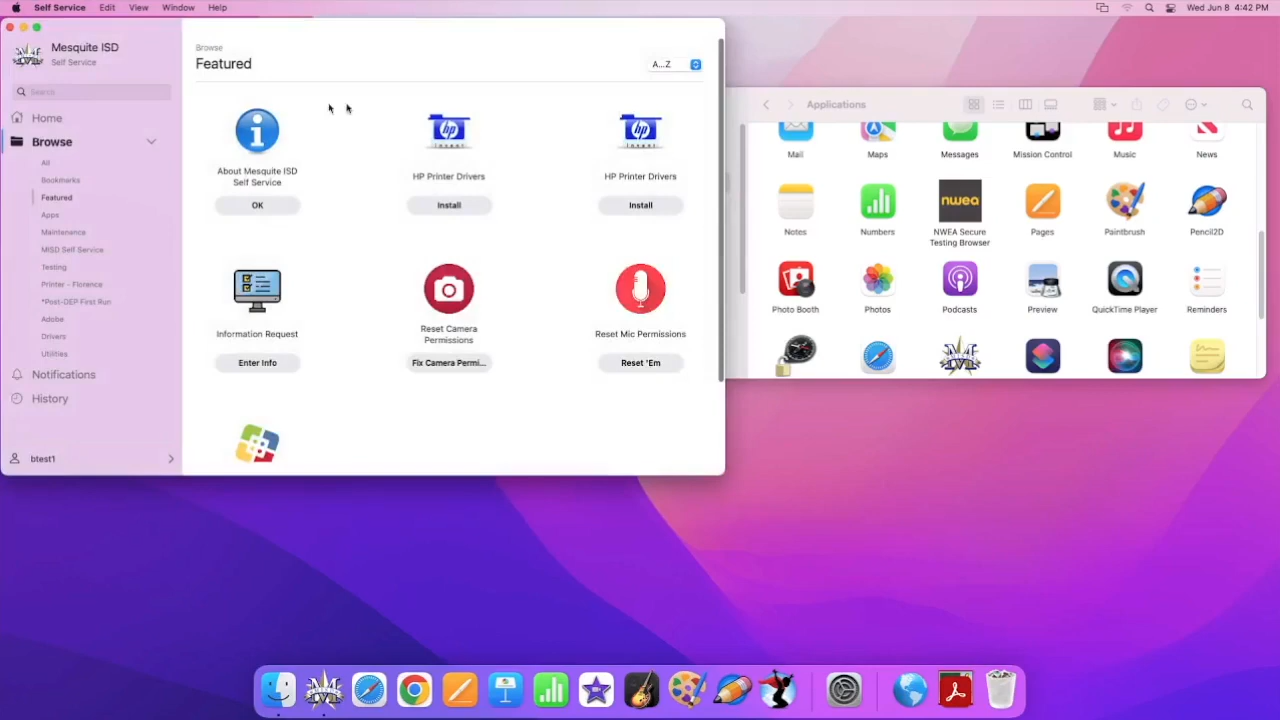 Self Service Edit View Window Help
Wed Jun 8 4:42 PM
Mesquite ISD
Self Service
Search
Home
Browse
All
Bookmarks
Featured
Apps
Maintenance
MISD Self Service
Testing
Printer - Florence
*Post-DEP First Run
Adobe
Drivers
Utilities
Notifications
History
btest1
Browse
Featured
A...Z
About Mesquite ISD
Self Service
OK
hp
invent
HP Printer Drivers
Install
hp
invent
HP Printer Drivers
Install
Information Request
Enter Info
Reset Camera
Permissions
Fix Camera Permi...
Reset Mic Permissions
Reset 'Em
Applications
Mail
Maps
Messages
Mission Control
Music
News
Notes
Numbers
nwea
NWEA Secure
Testing Browser
Pages
Paintbrush
Pencil2D
Photo Booth
Photos
Podcasts
Preview
QuickTime Player
Reminders